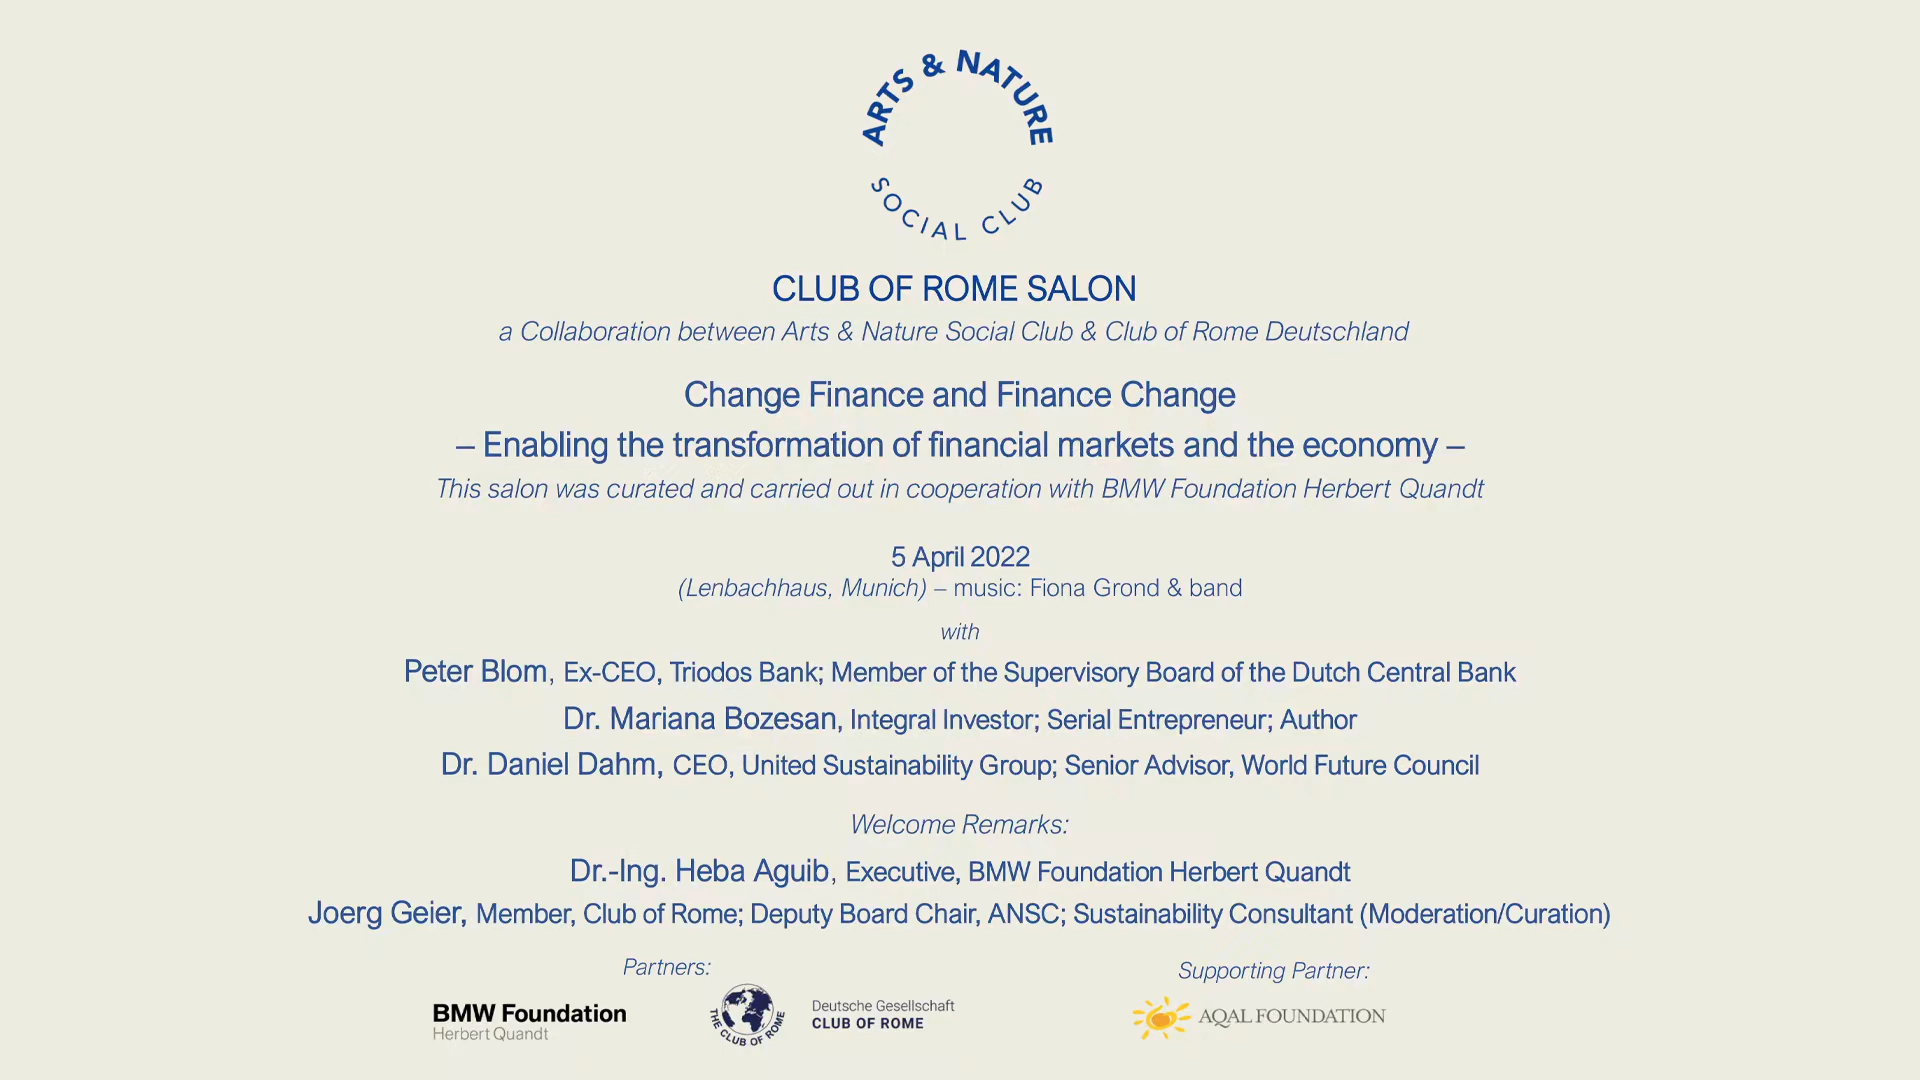 ARTS & NATURE
SOCIAL CLUB
CLUB OF ROME SALON
a Collaboration between Arts & Nature Social Club & Club of Rome Deutschland
Change Finance and Finance Change
– Enabling the transformation of financial markets and the economy –
This salon was curated and carried out in cooperation with BMW Foundation Herbert Quandt
5 April 2022
(Lenbachhaus, Munich) – music: Fiona Grond & band
with
Peter Blom, Ex-CEO, Triodos Bank; Member of the Supervisory Board of the Dutch Central Bank
Dr. Mariana Bozesan, Integral Investor; Serial Entrepreneur; Author
Dr. Daniel Dahm, CEO, United Sustainability Group; Senior Advisor, World Future Council
Welcome Remarks:
Dr.-Ing. Heba Aguib, Executive, BMW Foundation Herbert Quandt
Joerg Geier, Member, Club of Rome; Deputy Board Chair, ANSC; Sustainability Consultant (Moderation/Curation)
Partners:
BMW Foundation
Herbert Quandt
THE CLUB OF ROME
Deutsche Gesellschaft
CLUB OF ROME
Supporting Partner:
AQAL FOUNDATION